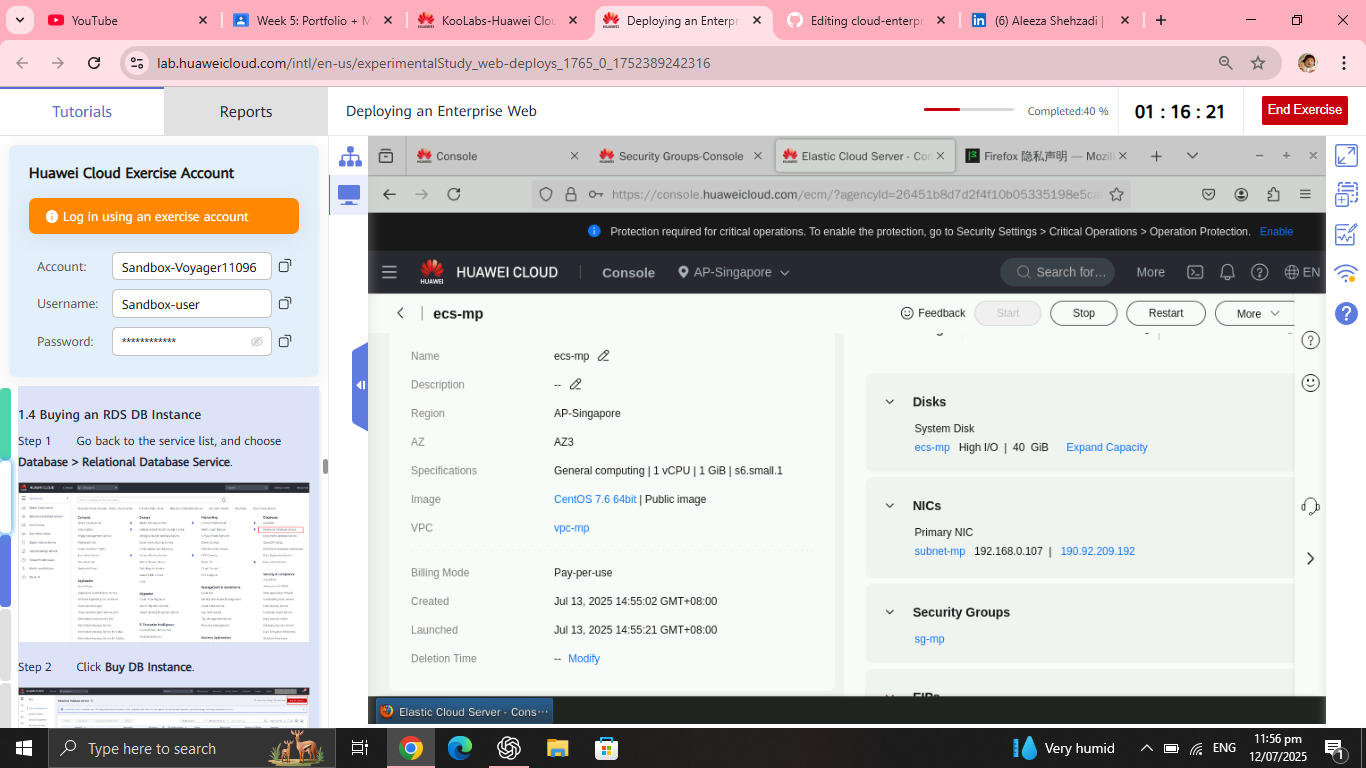 YouTube
Week 5: Portfolio + M
KooLabs-Huawei Clou
Deploying an Enterpr
Editing cloud-enterpr
(6) Aleeza Shehzadi |
lab.huaweicloud.com/intl/en-us/experimentalStudy_web-deploys_1765_0_1752389242316
Tutorials
Reports
Deploying an Enterprise Web
Completed:40 %
01 : 16 : 21
End Exercise
Huawei Cloud Exercise Account
Log in using an exercise account
Account: Sandbox-Voyager11096
Username: Sandbox-user
Password: ************
1.4 Buying an RDS DB Instance
Step 1 Go back to the service list, and choose
Database > Relational Database Service.
Step 2 Click Buy DB Instance.
Console
Security Groups-Console
Elastic Cloud Server - Con
Firefox 隐私声明 — Mozil
https://console.huaweicloud.com/ecm/?agencyId=26451b8d7d2f4f10b05335198e5ca
Protection required for critical operations. To enable the protection, go to Security Settings > Critical Operations > Operation Protection. Enable
HUAWEI
HUAWEI CLOUD
Console
AP-Singapore
Search for...
More
EN
ecs-mp
Feedback
Start
Stop
Restart
More
Name ecs-mp
Description --
Region AP-Singapore
AZ AZ3
Specifications General computing | 1 vCPU | 1 GiB | s6.small.1
Image CentOS 7.6 64bit | Public image
VPC vpc-mp
Billing Mode Pay-per-use
Created Jul 13, 2025 14:55:02 GMT+08:00
Launched Jul 13, 2025 14:55:21 GMT+08:00
Deletion Time -- Modify
Disks
System Disk
ecs-mp High I/O | 40 GiB Expand Capacity
NICs
Primary NIC
subnet-mp 192.168.0.107 | 190.92.209.192
Security Groups
sg-mp
EIPs
Elastic Cloud Server - Cons···
Type here to search
Very humid
ENG
11:56 pm
12/07/2025
1